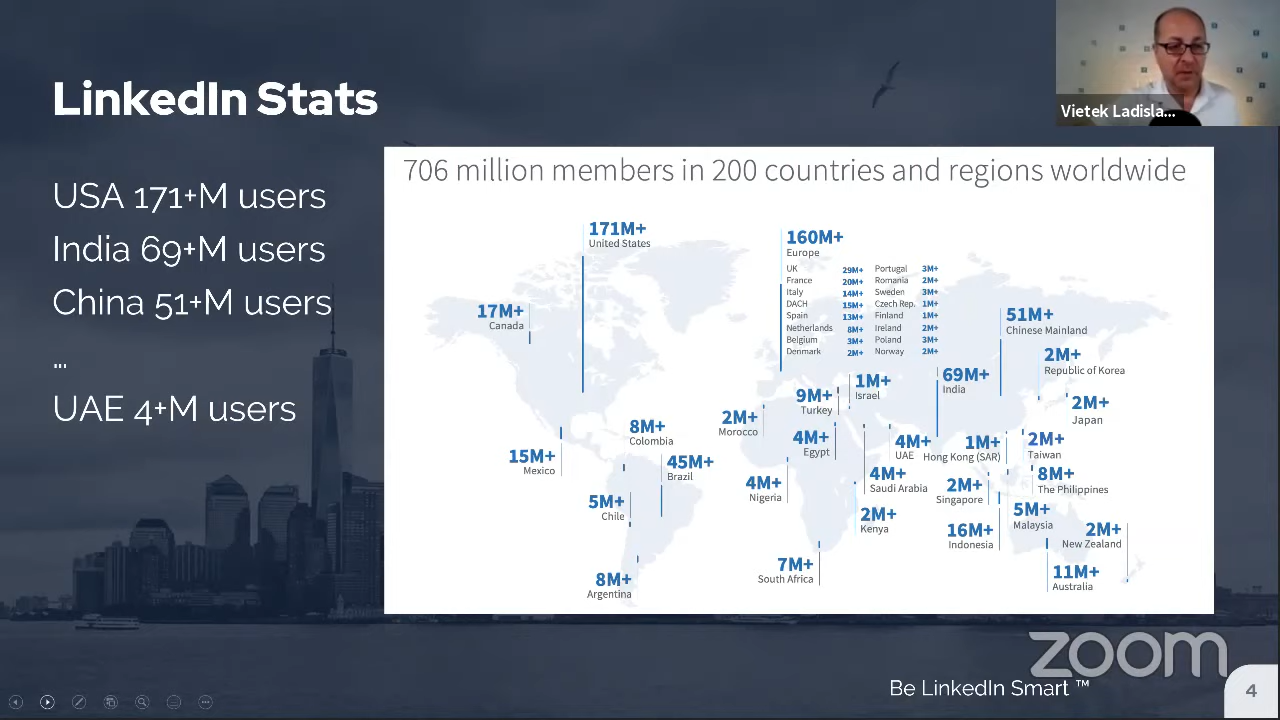 LinkedIn Stats
USA 171+M users
India 69+M users
China 51+M users
...
UAE 4+M users
Vietek Ladisla...
706 million members in 200 countries and regions worldwide
171M+
United States
17M+
Canada
160M+
Europe
UK 29M+ Portugal 3M+
France 20M+ Romania 2M+
Italy 14M+ Sweden 3M+
DACH 15M+ Czech Rep. 1M+
Spain 13M+ Finland 1M+
Netherlands 8M+ Ireland 2M+
Belgium 3M+ Poland 3M+
Denmark 2M+ Norway 2M+
51M+
Chinese Mainland
2M+
Republic of Korea
69M+
India
1M+
Israel
9M+
Turkey
2M+
Japan
2M+
Morocco
8M+
Colombia
4M+
Egypt
4M+
UAE
1M+
Hong Kong (SAR)
2M+
Taiwan
15M+
Mexico
45M+
Brazil
4M+
Nigeria
4M+
Saudi Arabia
2M+
Singapore
8M+
The Philippines
5M+
Chile
2M+
Kenya
16M+
Indonesia
5M+
Malaysia
2M+
New Zealand
8M+
Argentina
7M+
South Africa
11M+
Australia
zoom
Be LinkedIn Smart ™
4